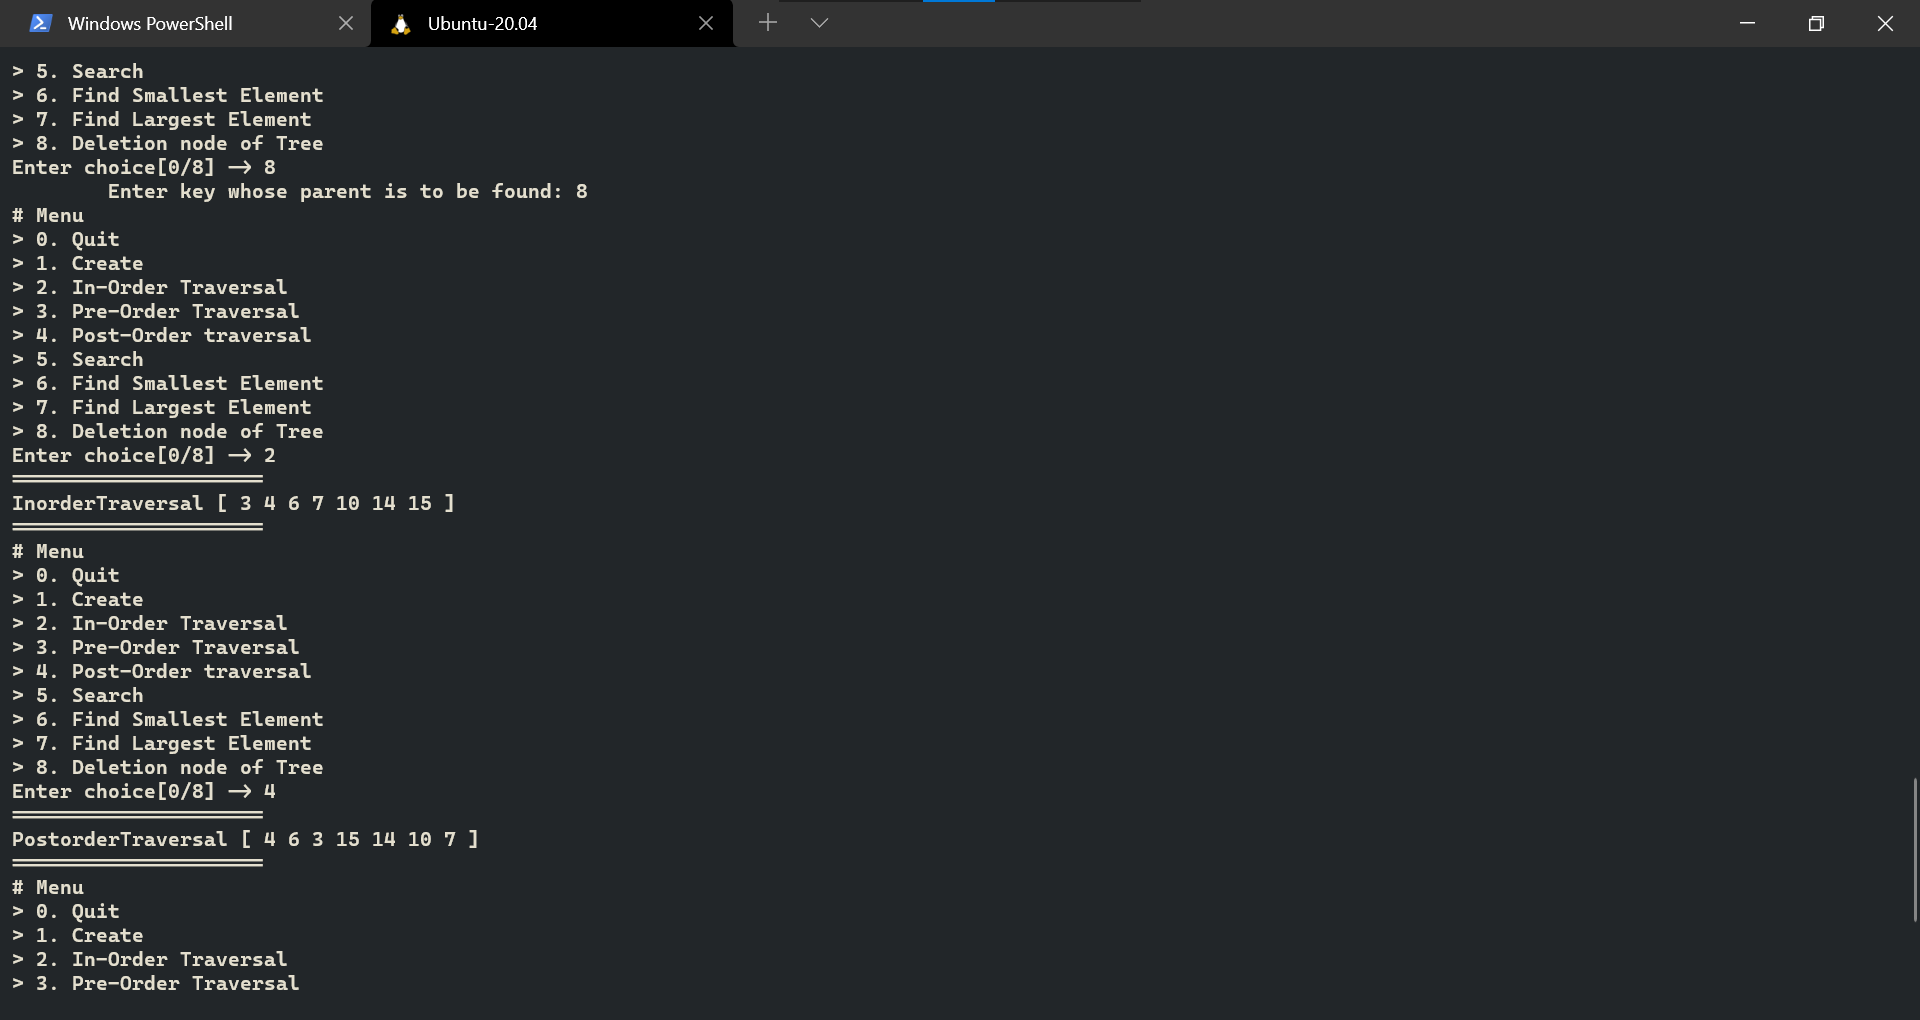 Windows PowerShell
Ubuntu-20.04
> 5. Search
> 6. Find Smallest Element
> 7. Find Largest Element
> 8. Deletion node of Tree
Enter choice[0/8] → 8
        Enter key whose parent is to be found: 8
# Menu
> 0. Quit
> 1. Create
> 2. In-Order Traversal
> 3. Pre-Order Traversal
> 4. Post-Order traversal
> 5. Search
> 6. Find Smallest Element
> 7. Find Largest Element
> 8. Deletion node of Tree
Enter choice[0/8] → 2
=====================
InorderTraversal [ 3 4 6 7 10 14 15 ]
=====================
# Menu
> 0. Quit
> 1. Create
> 2. In-Order Traversal
> 3. Pre-Order Traversal
> 4. Post-Order traversal
> 5. Search
> 6. Find Smallest Element
> 7. Find Largest Element
> 8. Deletion node of Tree
Enter choice[0/8] → 4
=====================
PostorderTraversal [ 4 6 3 15 14 10 7 ]
=====================
# Menu
> 0. Quit
> 1. Create
> 2. In-Order Traversal
> 3. Pre-Order Traversal